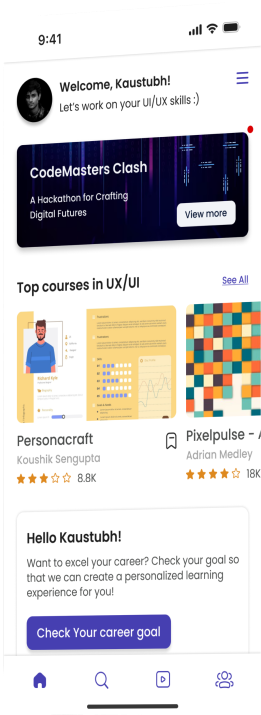 9:41
Welcome, Kaustubh!
Let's work on your UI/UX skills :)
CodeMasters Clash
A Hackathon for Crafting
Digital Futures
View more
Top courses in UX/UI
See All
Personacraft
Koushik Sengupta
8.8K
Pixelpulse - A
Adrian Medley
18K
Hello Kaustubh!
Want to excel your career? Check your goal so
that we can create a personalized learning
experience for you!
Check Your career goal